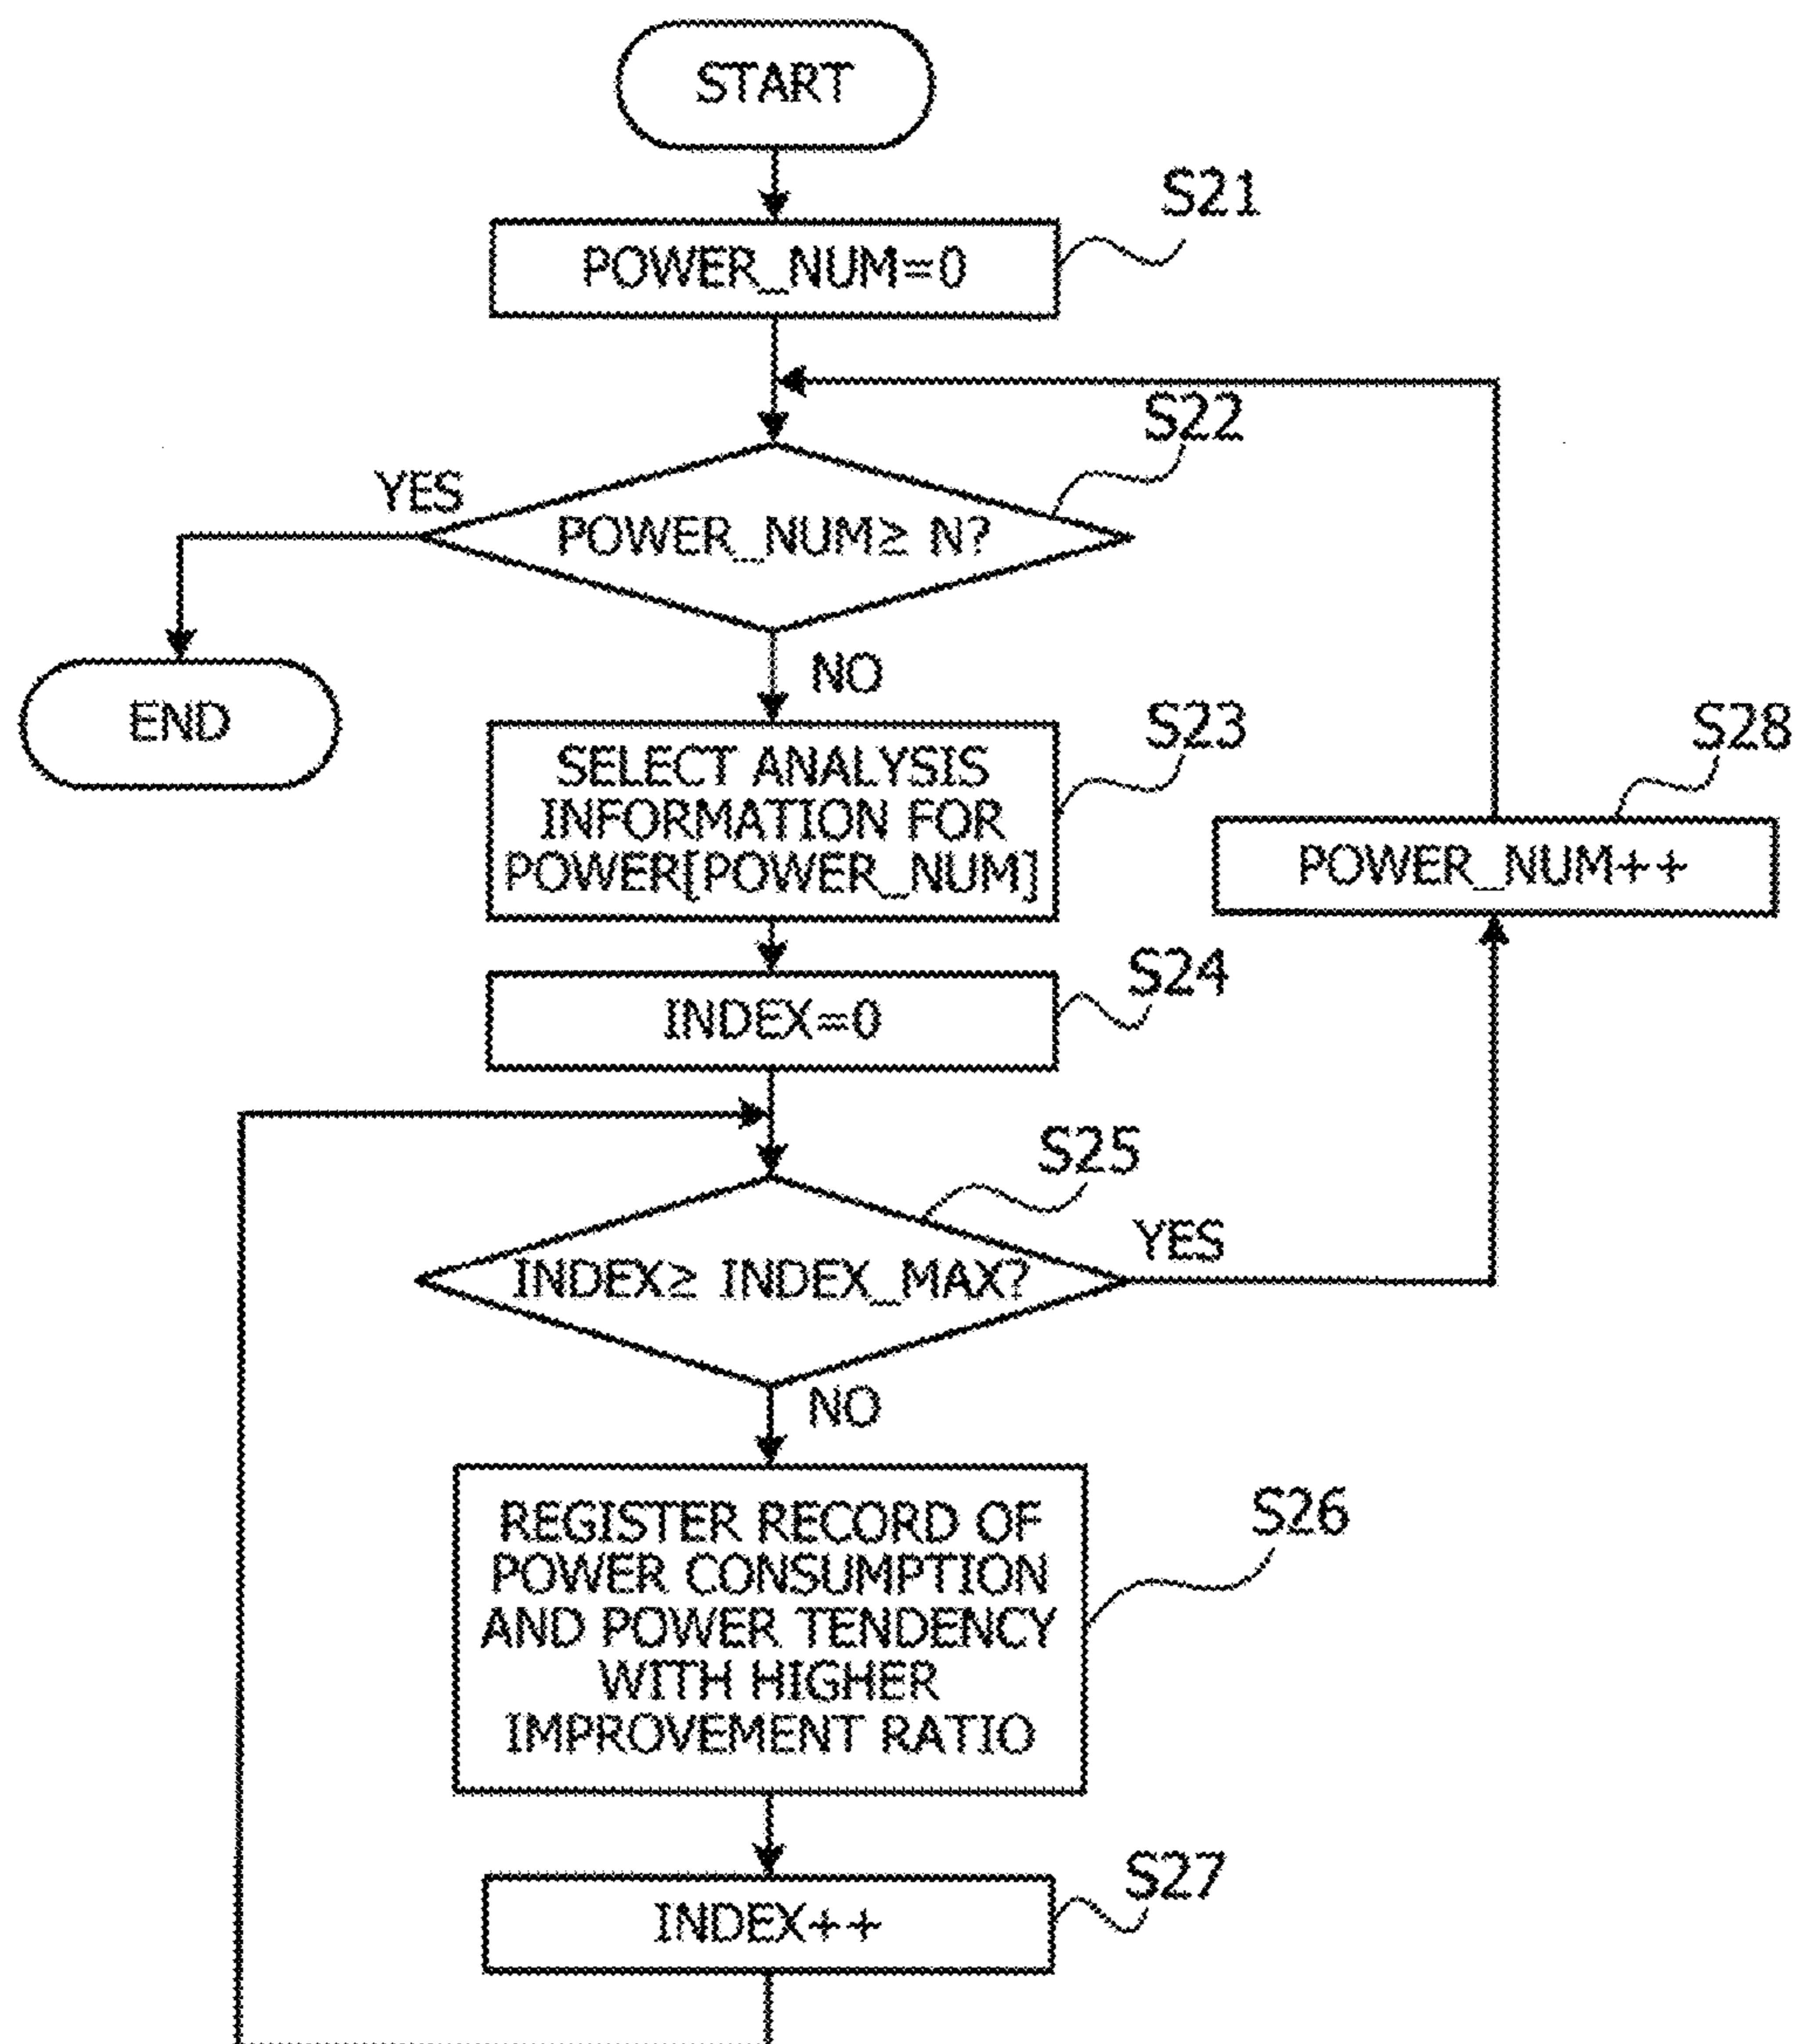 START
S21
POWER_NUM=0
S22
YES
POWER_NUM≥ N?
NO
END
S23
SELECT ANALYSIS
INFORMATION FOR
POWER[POWER_NUM]
S28
POWER_NUM++
S24
INDEX=0
S25
YES
INDEX≥ INDEX_MAX?
NO
S26
REGISTER RECORD OF
POWER CONSUMPTION
AND POWER TENDENCY
WITH HIGHER
IMPROVEMENT RATIO
S27
INDEX++